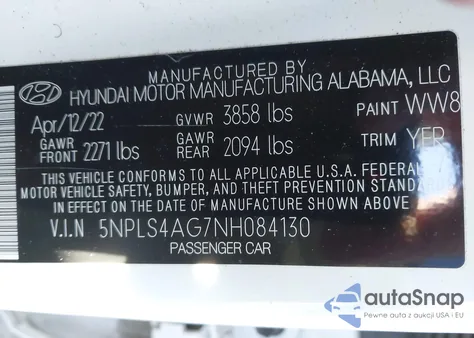 MANUFACTURED BY
HYUNDAI MOTOR MANUFACTURING ALABAMA, LLC
Apr/12/22 GVWR 3858 lbs PAINT WW8
GAWR FRONT 2271 lbs GAWR REAR 2094 lbs TRIM YER
THIS VEHICLE CONFORMS TO ALL APPLICABLE U.S.A. FEDERAL
MOTOR VEHICLE SAFETY, BUMPER, AND THEFT PREVENTION STANDARDS
IN EFFECT ON THE DATE OF MANUFACTURE SHOWN ABOVE.
V.I.N 5NPLS4AG7NH084130
PASSENGER CAR
autoSnap
Pewne auta z aukcji USA i EU